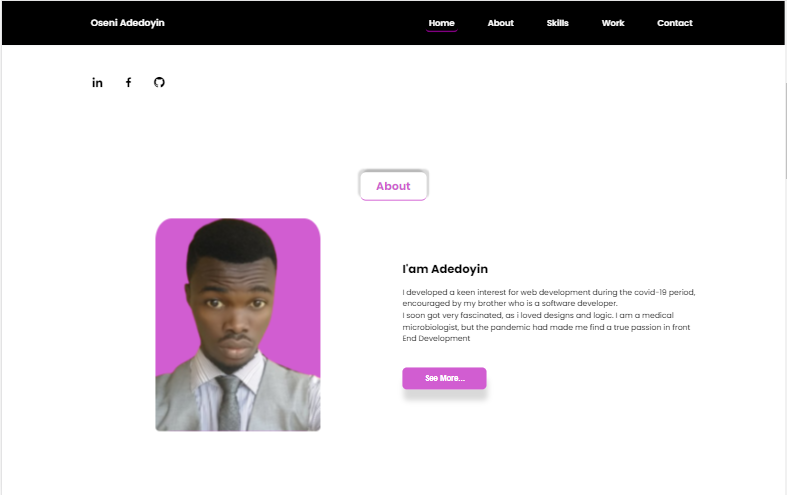 Oseni Adedoyin
Home About Skills Work Contact
in f
About
I'am Adedoyin
I developed a keen interest for web development during the covid-19 period,
encouraged by my brother who is a software developer.
I soon got very fascinated, as i loved designs and logic. I am a medical
microbiologist, but the pandemic had made me find a true passion in front
End Development
See More...